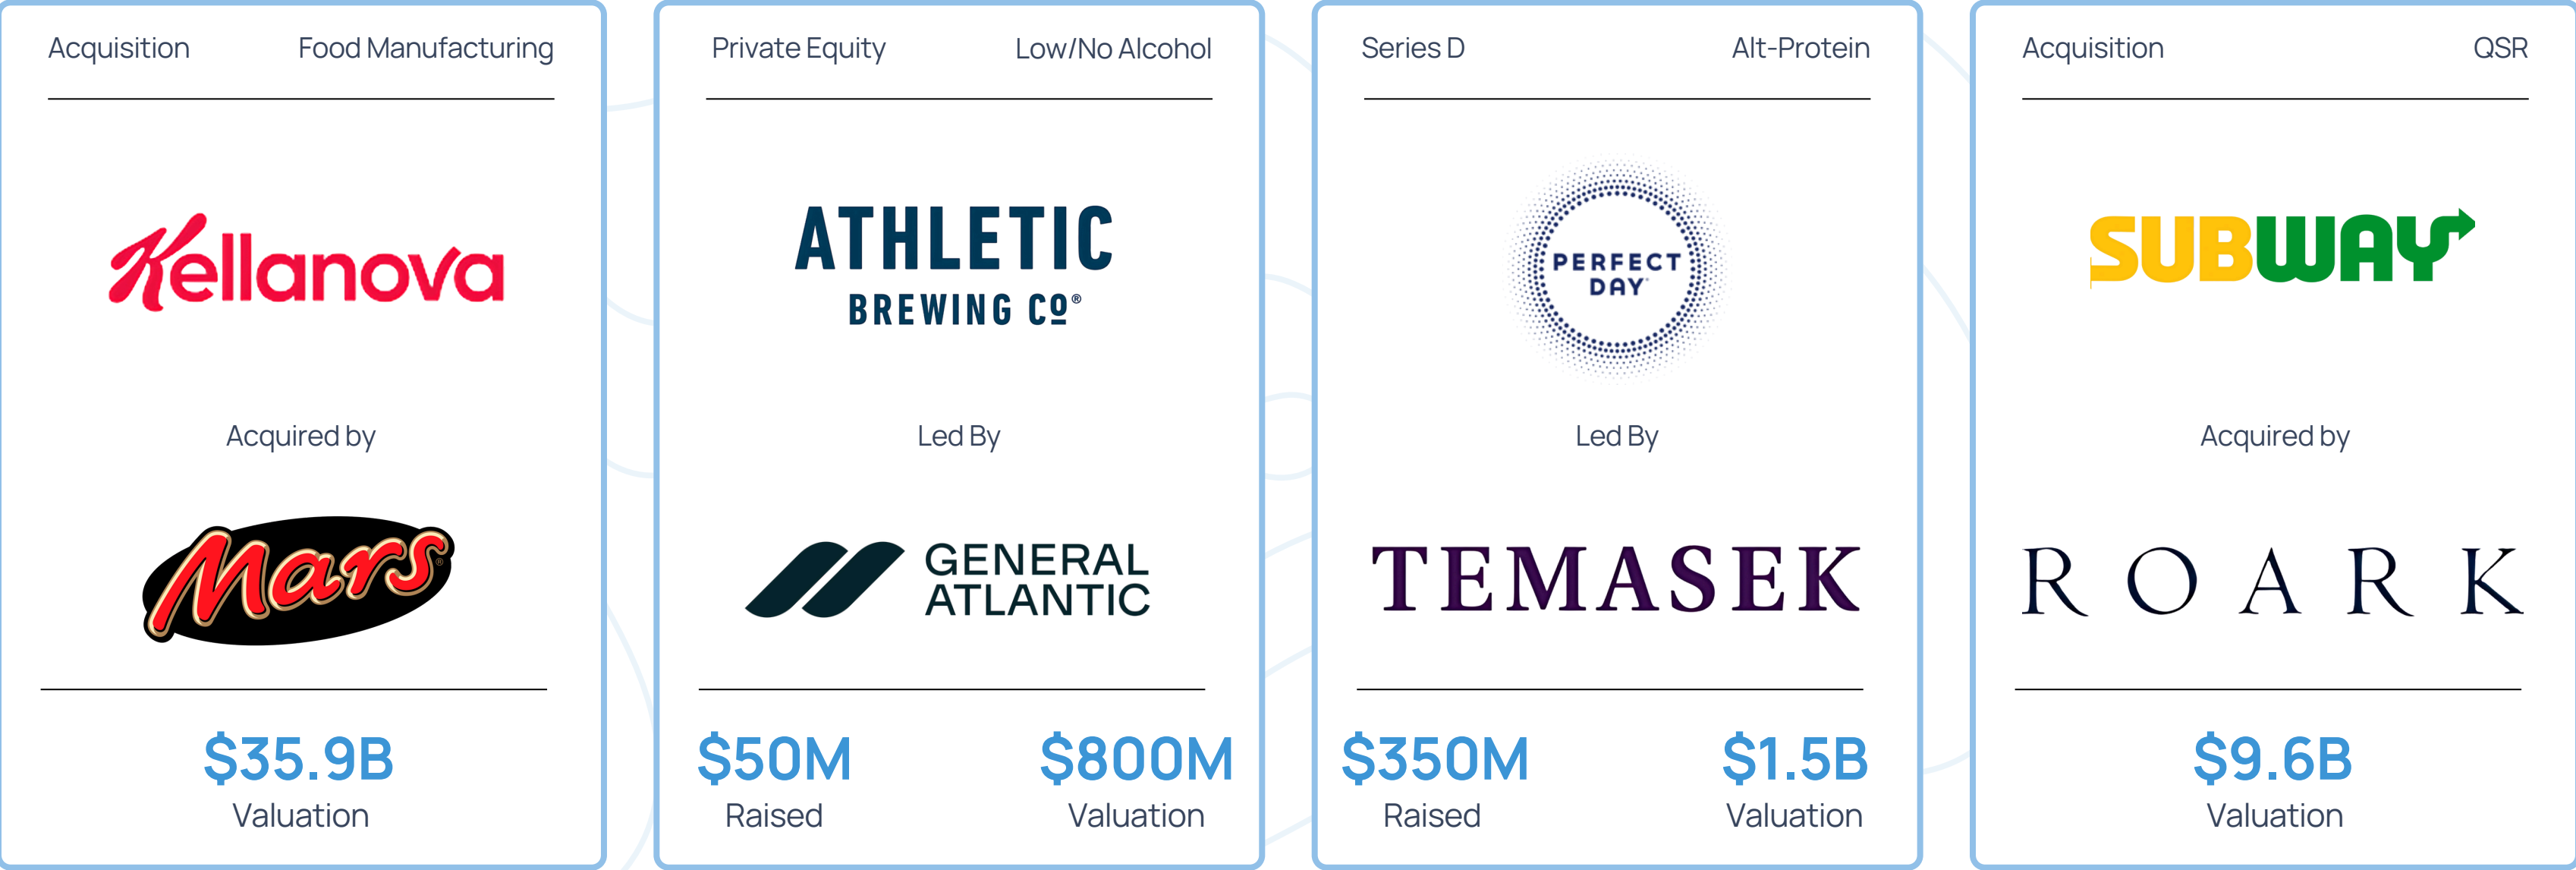 Acquisition Food Manufacturing
Kellanova
Acquired by
Mars®
$35.9B
Valuation
Private Equity Low/No Alcohol
ATHLETIC
BREWING Cº®
Led By
GENERAL
ATLANTIC
$50M $800M
Raised Valuation
Series D Alt-Protein
PERFECT
DAY
Led By
TEMASEK
$350M $1.5B
Raised Valuation
Acquisition QSR
SUBWAY
Acquired by
ROARK
$9.6B
Valuation